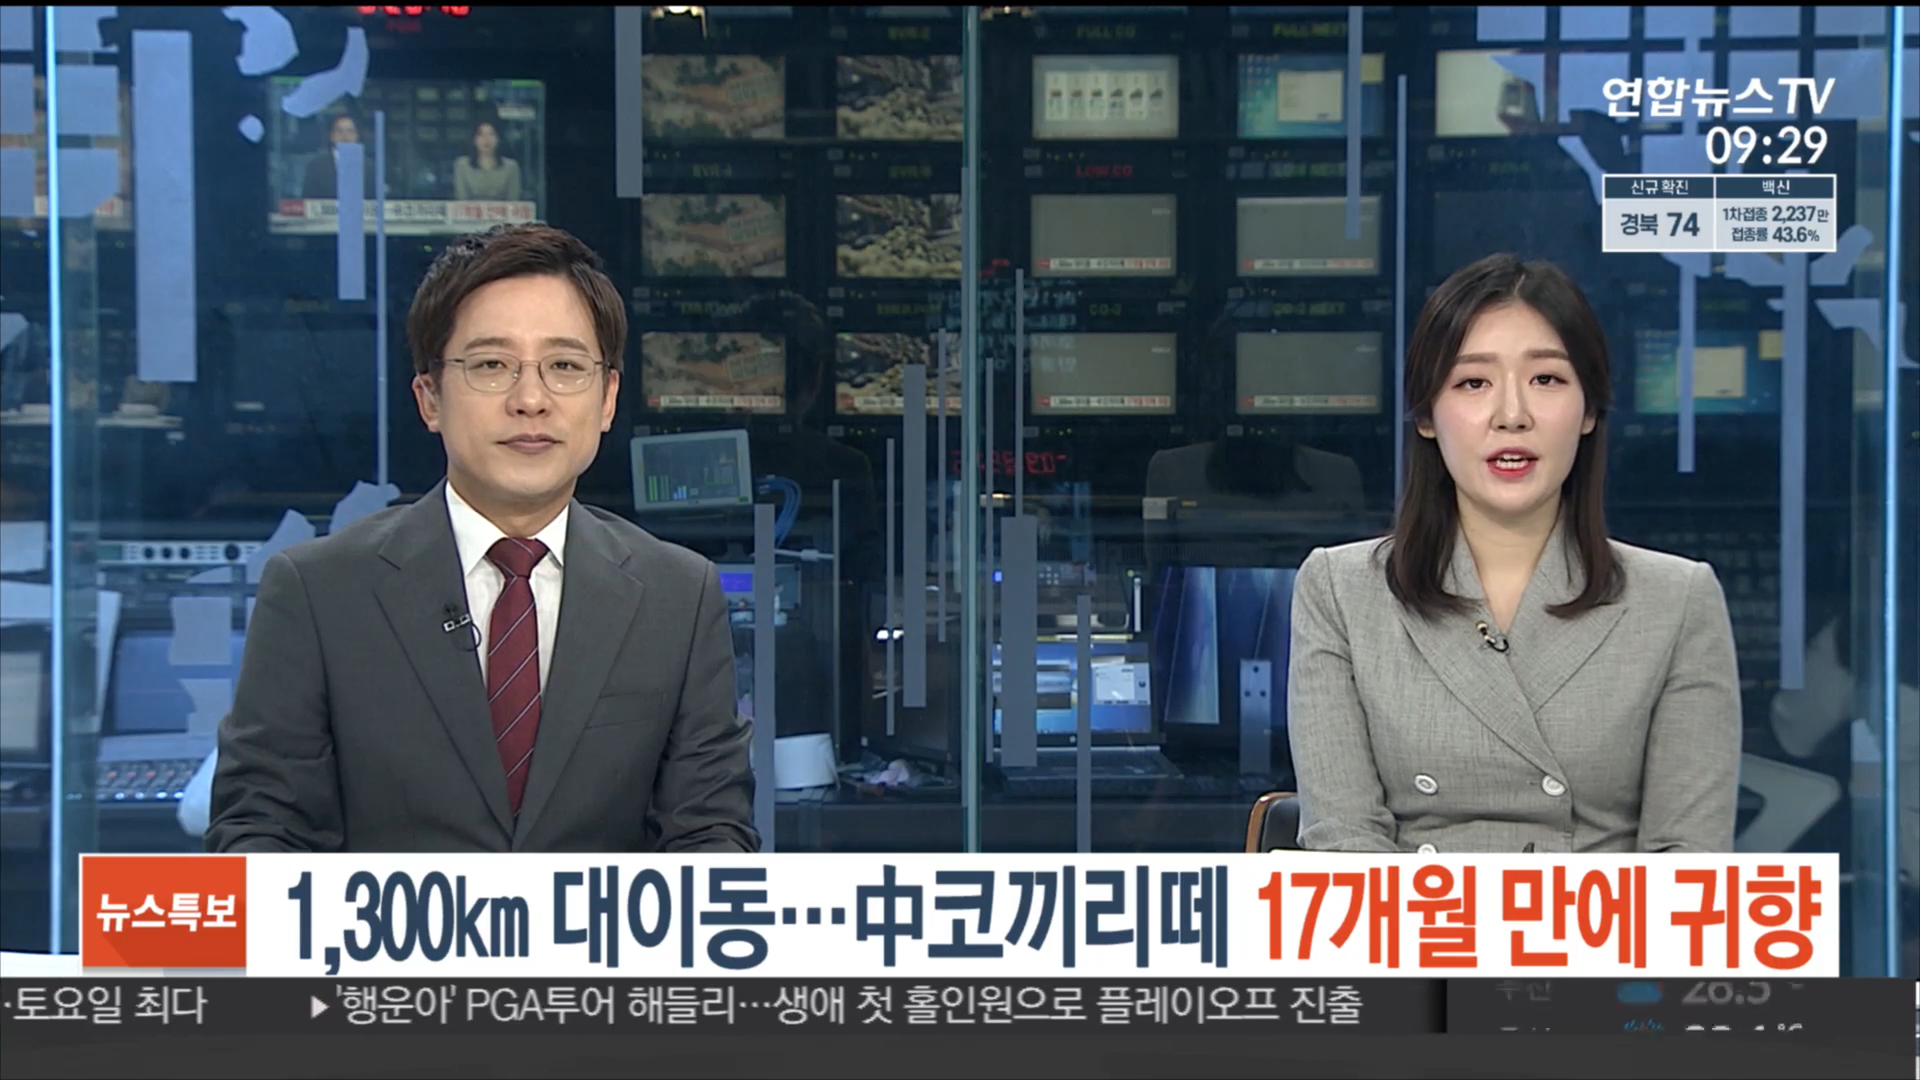 연합뉴스TV
09:29
신규확진 백신
경북 74
1차접종 2,237만
접종률 43.6%
뉴스특보
1,300km 대이동…中코끼리떼 17개월 만에 귀향
·토요일 최다 ▶'행운아' PGA투어 해들리…생애 첫 홀인원으로 플레이오프 진출